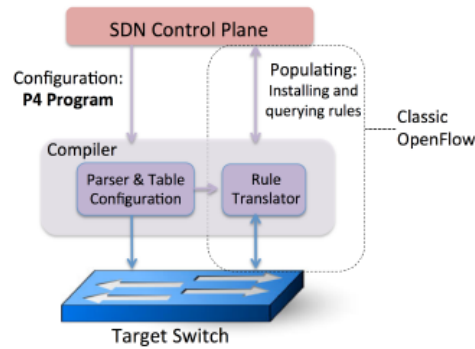 SDN Control Plane
Configuration:
P4 Program
Populating:
Installing and
querying rules
Classic
OpenFlow
Compiler
Parser & Table
Configuration
Rule
Translator
Target Switch